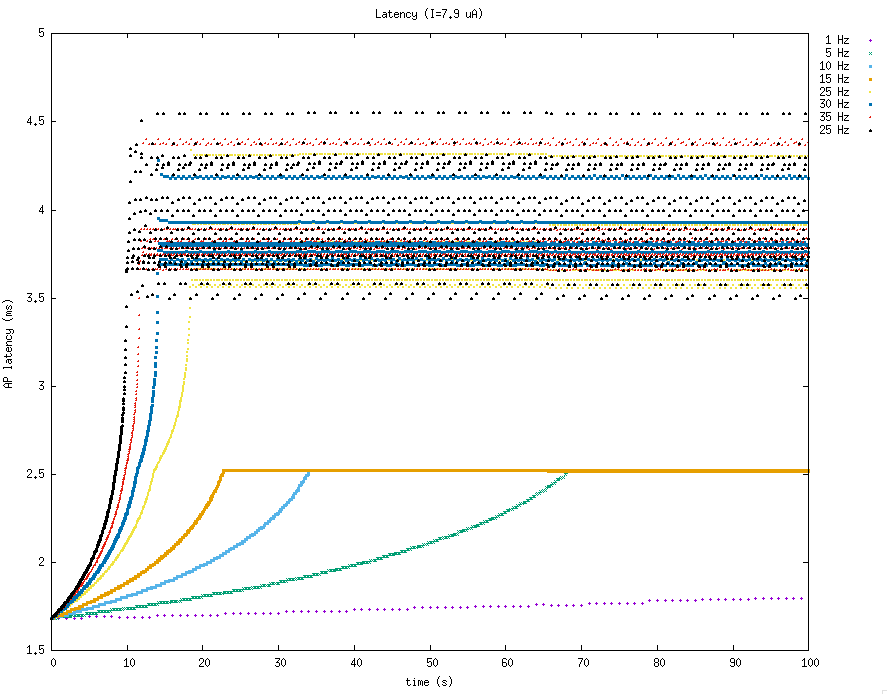 Latency (I=7.9 uA)
1 Hz
5 Hz
10 Hz
15 Hz
25 Hz
30 Hz
35 Hz
25 Hz
5
4.5
4
3.5
3
2.5
2
1.5
AP latency (ms)
0 10 20 30 40 50 60 70 80 90 100
time (s)